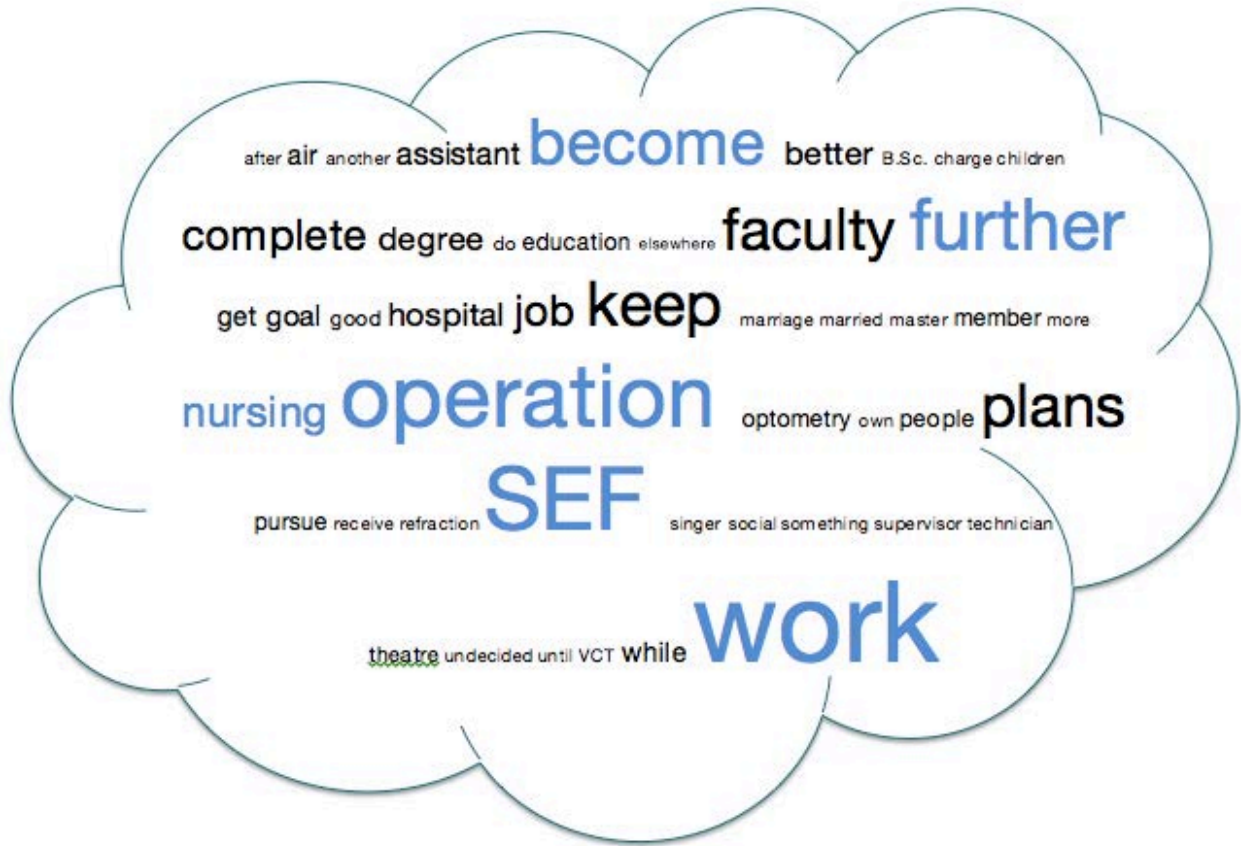 after air another assistant become better B.Sc. charge children
complete degree do education elsewhere faculty further
get goal good hospital job keep marriage married master member more
nursing operation optometry own people plans
pursue receive refraction SEF singer social something supervisor technician
theatre undecided until VCT while work